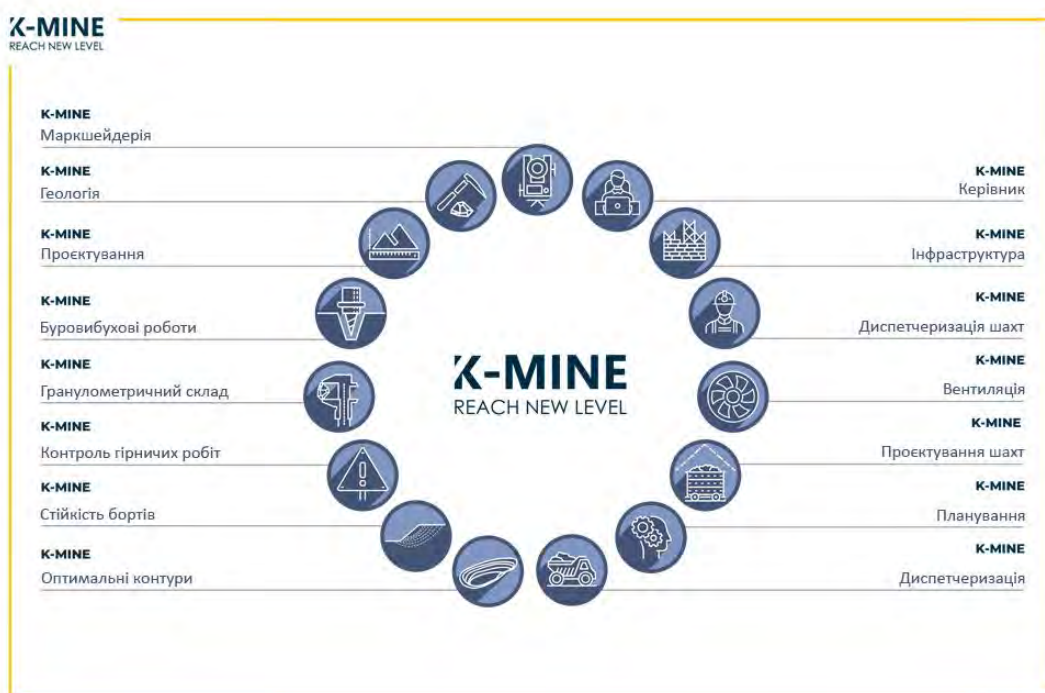 K-MINE
REACH NEW LEVEL
K-MINE
Маркшейдерія
K-MINE
Геологія
K-MINE
Проєктування
K-MINE
Буровибухові роботи
K-MINE
Гранулометричний склад
K-MINE
Контроль гірничих робіт
K-MINE
Стійкість бортів
K-MINE
Оптимальні контури
K-MINE
REACH NEW LEVEL
K-MINE
Керівник
K-MINE
Інфраструктура
K-MINE
Диспетчеризація шахт
K-MINE
Вентиляція
K-MINE
Проєктування шахт
K-MINE
Планування
K-MINE
Диспетчеризація